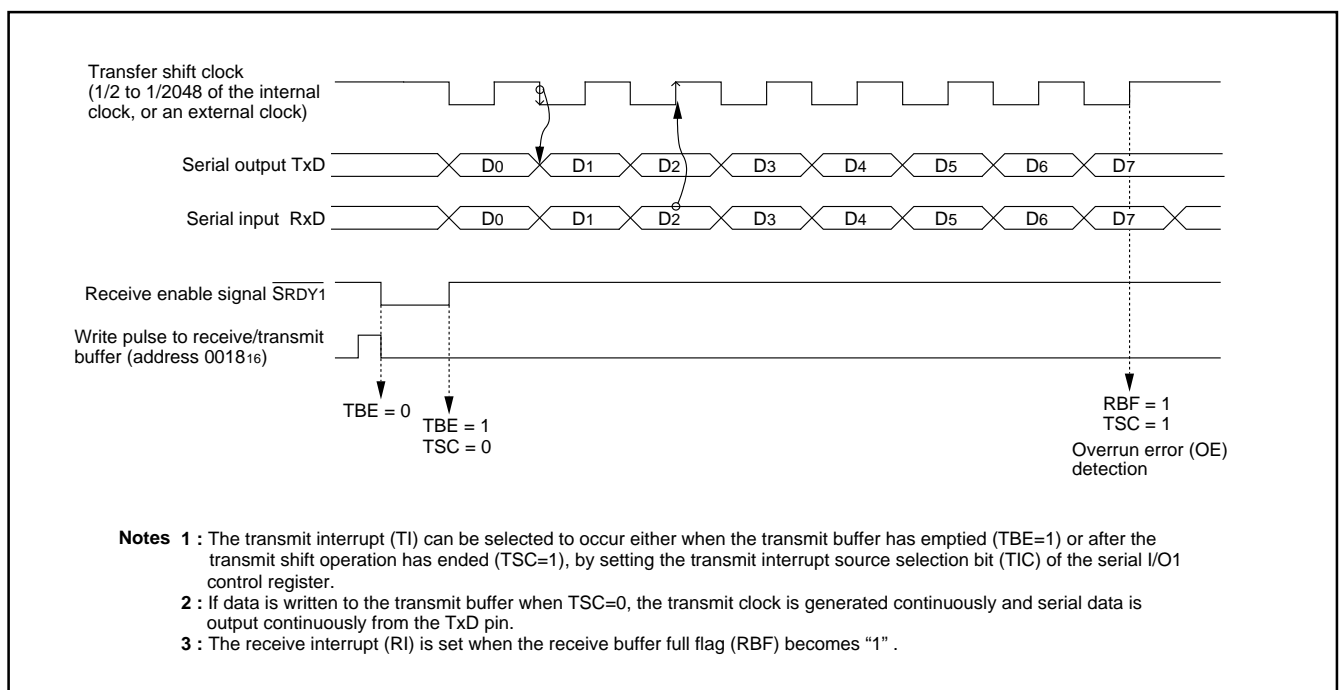 Transfer shift clock
(1/2 to 1/2048 of the internal
clock, or an external clock)
Serial output TxD
D0 D1 D2 D3 D4 D5 D6 D7
Serial input RxD
D0 D1 D2 D3 D4 D5 D6 D7
Receive enable signal SRDY1
Write pulse to receive/transmit
buffer (address 001816)
TBE = 0
TBE = 1
TSC = 0
RBF = 1
TSC = 1
Overrun error (OE)
detection
Notes 1 : The transmit interrupt (TI) can be selected to occur either when the transmit buffer has emptied (TBE=1) or after the
transmit shift operation has ended (TSC=1), by setting the transmit interrupt source selection bit (TIC) of the serial I/O1
control register.
2 : If data is written to the transmit buffer when TSC=0, the transmit clock is generated continuously and serial data is
output continuously from the TxD pin.
3 : The receive interrupt (RI) is set when the receive buffer full flag (RBF) becomes “1” .